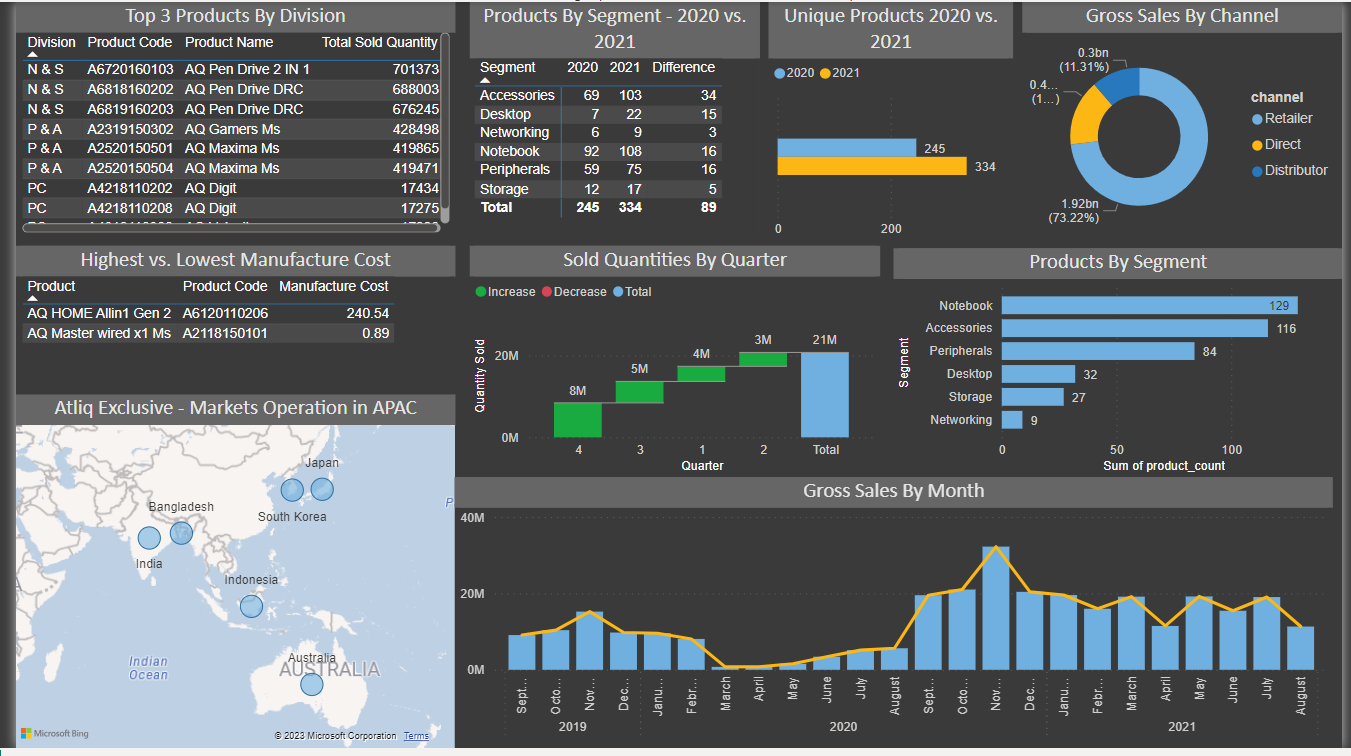 Top 3 Products By Division
Division Product Code Product Name Total Sold Quantity
N & S A6720160103 AQ Pen Drive 2 IN 1 701373
N & S A6818160202 AQ Pen Drive DRC 688003
N & S A6819160203 AQ Pen Drive DRC 676245
P & A A2319150302 AQ Gamers Ms 428498
P & A A2520150501 AQ Maxima Ms 419865
P & A A2520150504 AQ Maxima Ms 419471
PC A4218110202 AQ Digit 17434
PC A4218110208 AQ Digit 17275
Products By Segment - 2020 vs.
2021
Segment 2020 2021 Difference
Accessories 69 103 34
Desktop 7 22 15
Networking 6 9 3
Notebook 92 108 16
Peripherals 59 75 16
Storage 12 17 5
Total 245 334 89
Unique Products 2020 vs.
2021
2020 2021
245
334
0 200
Gross Sales By Channel
0.3bn
(11.31%)
0.4...
(1...)
1.92bn
(73.22%)
channel
Retailer
Direct
Distributor
Highest vs. Lowest Manufacture Cost
Product Product Code Manufacture Cost
AQ HOME Allin1 Gen 2 A6120110206 240.54
AQ Master wired x1 Ms A2118150101 0.89
Sold Quantities By Quarter
Increase Decrease Total
Quantity Sold
20M
0M
8M
5M
4M
3M
21M
4 3 1 2 Total
Quarter
Products By Segment
Segment
Notebook 129
Accessories 116
Peripherals 84
Desktop 32
Storage 27
Networking 9
0 50 100
Sum of product_count
Atliq Exclusive - Markets Operation in APAC
Japan
South Korea
Bangladesh
India
Indonesia
Indian
Ocean
Australia
AUSTRALIA
P
A
Microsoft Bing
© 2023 Microsoft Corporation Terms
Gross Sales By Month
40M
20M
0M
Sept... Octo... Nov... Dec... Janu... Febr... March April May June July August Sept... Octo... Nov... Dec... Janu... Febr... March April May June July August
2019 2020 2021